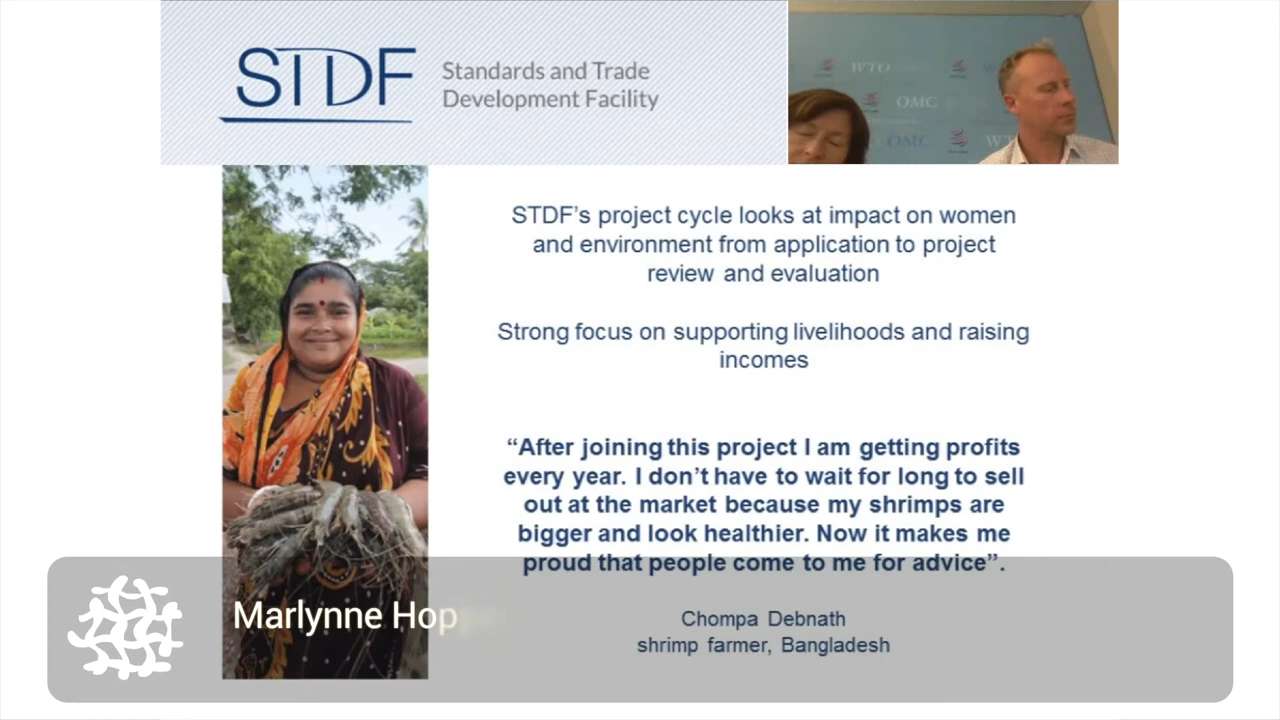 STDF
Standards and Trade
Development Facility
WTO
OMC
OMC
STDF's project cycle looks at impact on women
and environment from application to project
review and evaluation
Strong focus on supporting livelihoods and raising
incomes
“After joining this project I am getting profits
every year. I don't have to wait for long to sell
out at the market because my shrimps are
bigger and look healthier. Now it makes me
proud that people come to me for advice”.
Chompa Debnath
shrimp farmer, Bangladesh
Marlynne Hop